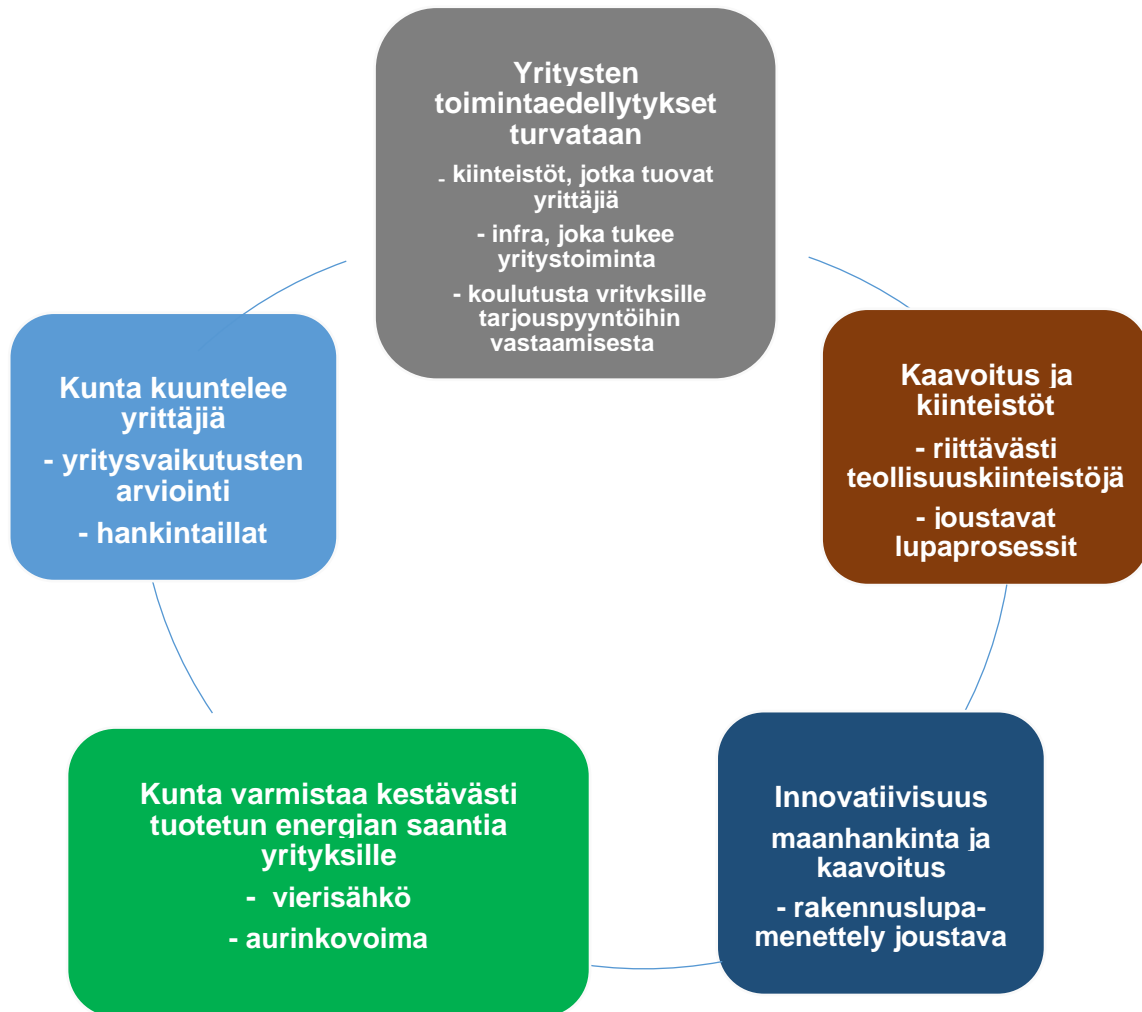 Yritysten
toimintaedellytykset
turvataan
- kiinteistöt, jotka tuovat
yrittäjiä
- infra, joka tukee
yritystoiminta
- koulutusta yrityksille
tarjouspyyntöihin
vastaamisesta
Kaavoitus ja
kiinteistöt
- riittävästi
teollisuuskiinteistöjä
- joustavat
lupaprosessit
Innovatiivisuus
maanhankinta ja
kaavoitus
- rakennuslupa-
menettely joustava
Kunta varmistaa kestävästi
tuotetun energian saantia
yrityksille
- vierisähkö
- aurinkovoima
Kunta kuuntelee
yrittäjiä
- yritysvaikutusten
arviointi
- hankintaillat